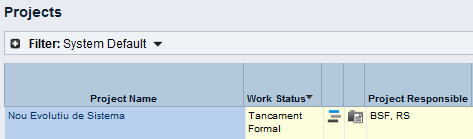 Projects
Filter: System Default
Project Name Work Status Project Responsible
Nou Evolutiu de Sistema Tancament Formal BSF, RS